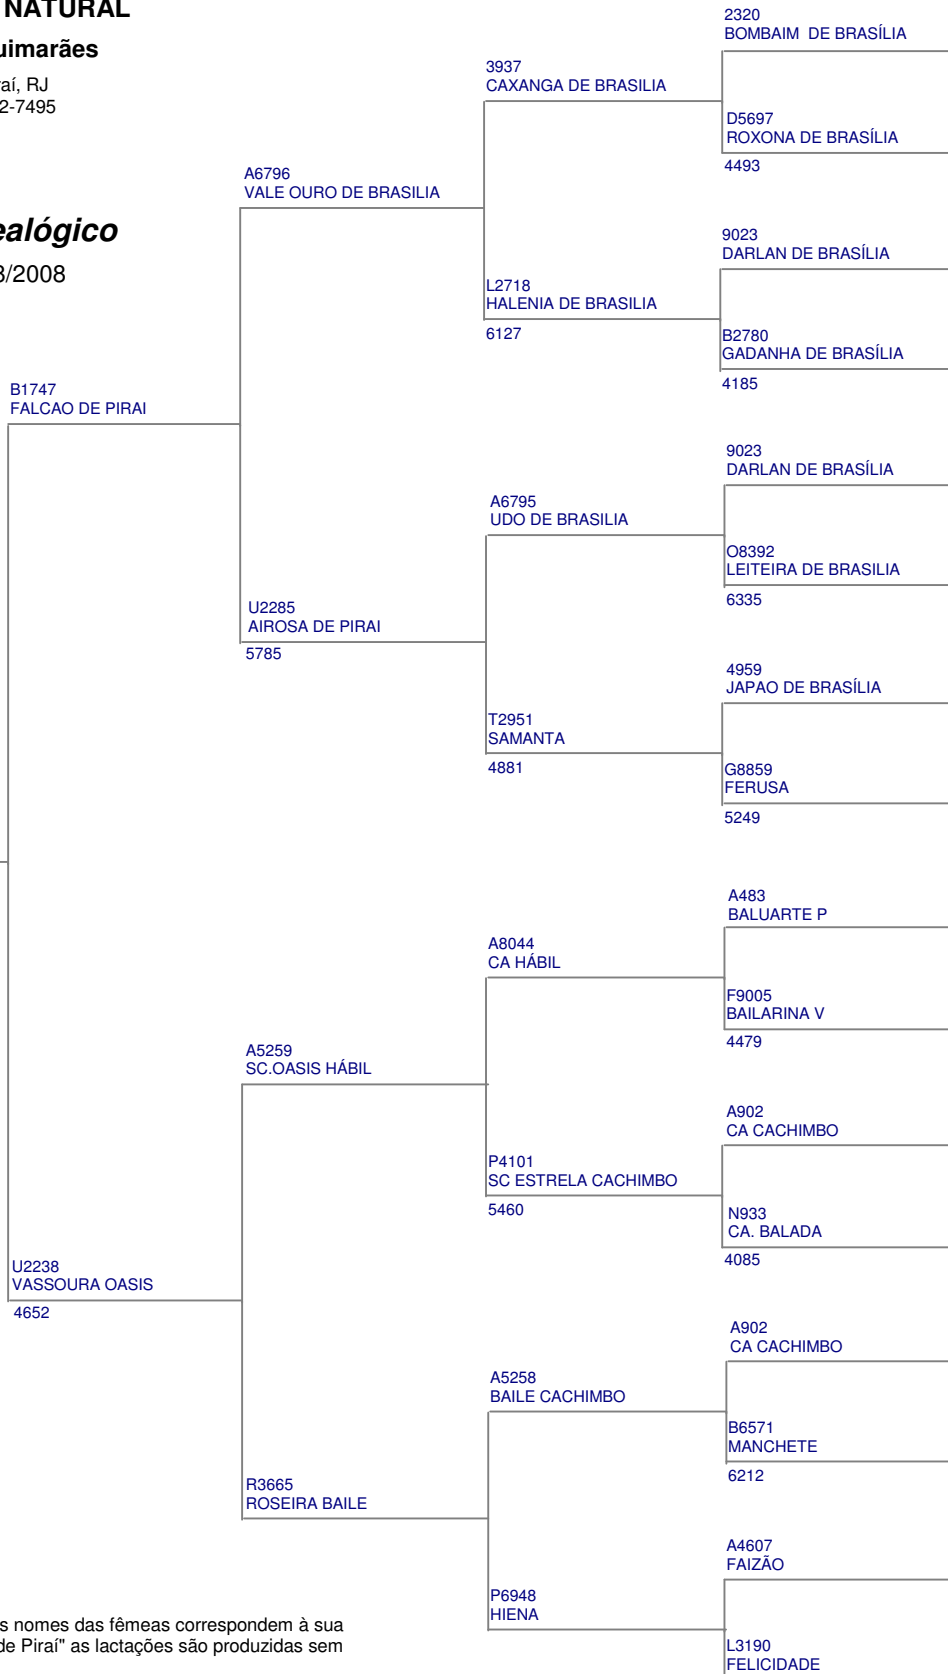 NATURAL
2320
BOMBAIM DE BRASÍLIA
3937
CAXANGA DE BRASILIA
2-7495
D5697
ROXONA DE BRASÍLIA
4493
A6796
VALE OURO DE BRASILIA
9023
DARLAN DE BRASÍLIA
/2008
L2718
HALENIA DE BRASILIA
6127
B2780
GADANHA DE BRASÍLIA
4185
B1747
FALCAO DE PIRAI
9023
DARLAN DE BRASÍLIA
A6795
UDO DE BRASILIA
O8392
LEITEIRA DE BRASILIA
6335
U2285
AIROSA DE PIRAI
5785
4959
JAPAO DE BRASÍLIA
T2951
SAMANTA
4881
G8859
FERUSA
5249
A483
BALUARTE P
A8044
CA HÁBIL
F9005
BAILARINA V
4479
A5259
SC.OASIS HÁBIL
A902
CA CACHIMBO
P4101
SC ESTRELA CACHIMBO
5460
N933
CA. BALADA
4085
U2238
VASSOURA OASIS
4652
A902
CA CACHIMBO
A5258
BAILE CACHIMBO
B6571
MANCHETE
6212
R3665
ROSEIRA BAILE
A4607
FAIZÃO
P6948
HIENA
L3190
FELICIDADE
s nomes das fêmeas correspondem à sua
de Piraí" as lactações são produzidas sem